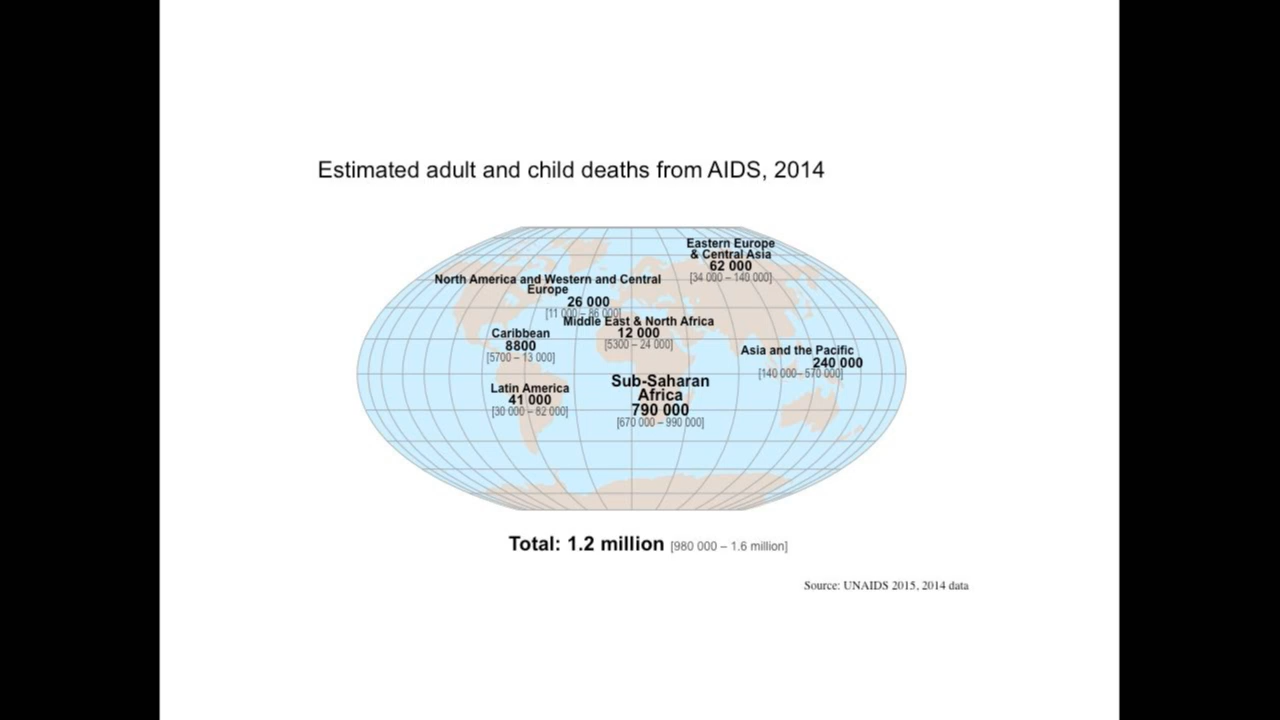 Estimated adult and child deaths from AIDS, 2014
Eastern Europe
& Central Asia
62 000
[34 000 – 140 000]
North America and Western and Central
Europe
26 000
[11 000 – 86 000]
Middle East & North Africa
12 000
[5300 – 24 000]
Caribbean
8800
[5700 – 13 000]
Asia and the Pacific
240 000
[140 000 – 570 000]
Latin America
41 000
[30 000 – 82 000]
Sub-Saharan
Africa
790 000
[670 000 – 990 000]
Total: 1.2 million [980 000 – 1.6 million]
Source: UNAIDS 2015, 2014 data